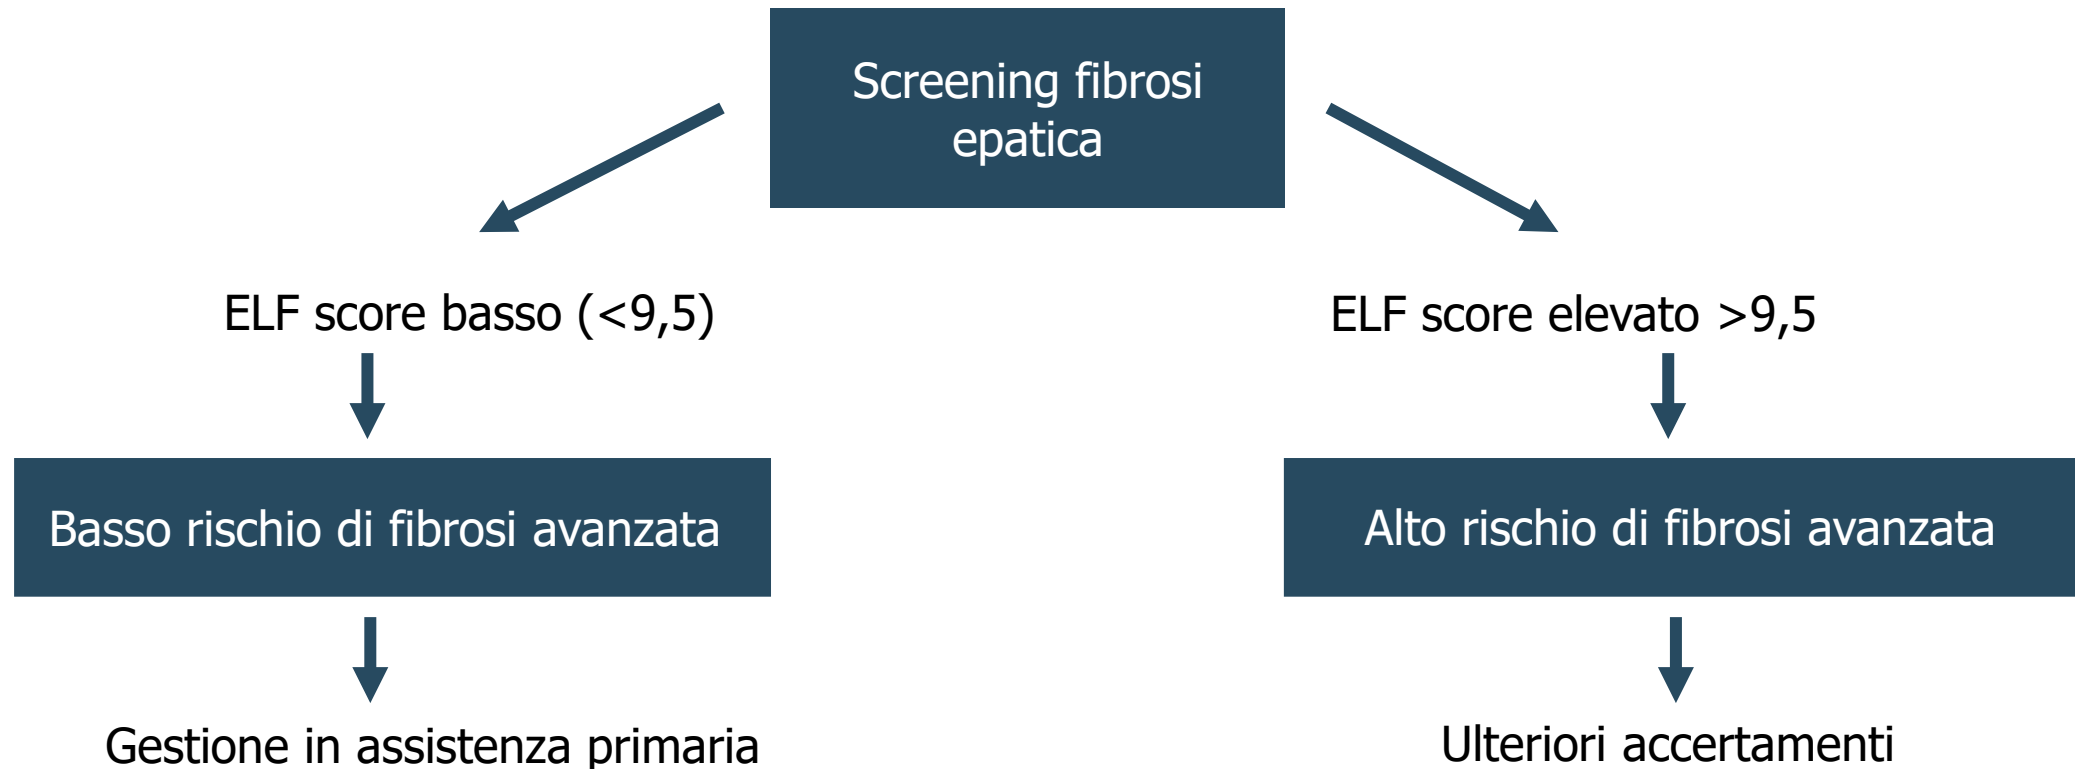 Screening fibrosi
epatica
ELF score basso (<9,5)
ELF score elevato >9,5
Basso rischio di fibrosi avanzata
Alto rischio di fibrosi avanzata
Gestione in assistenza primaria
Ulteriori accertamenti